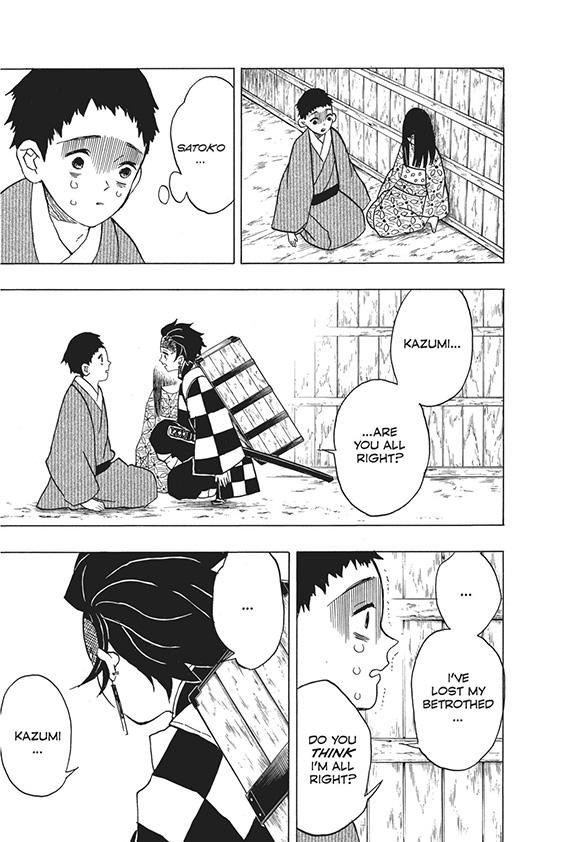 SATOKO
...
KAZUMI...
...ARE
YOU ALL
RIGHT?
...
I'VE
LOST MY
BETROTHED
...
DO YOU
THINK
I'M ALL
RIGHT?
...
KAZUMI
...